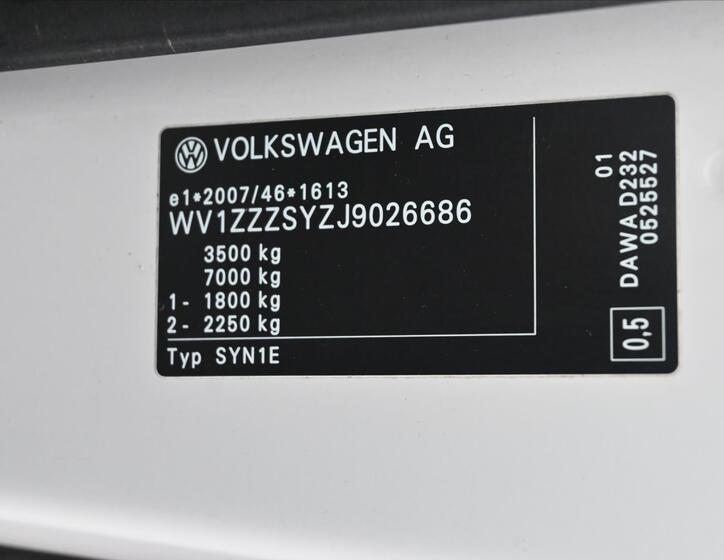 VOLKSWAGEN AG
e1*2007/46*1613
WV1ZZZSYZJ9026686
3500 kg
7000 kg
1- 1800 kg
2- 2250 kg
Typ SYN1E
01
DAWA D232
0525527
0,5